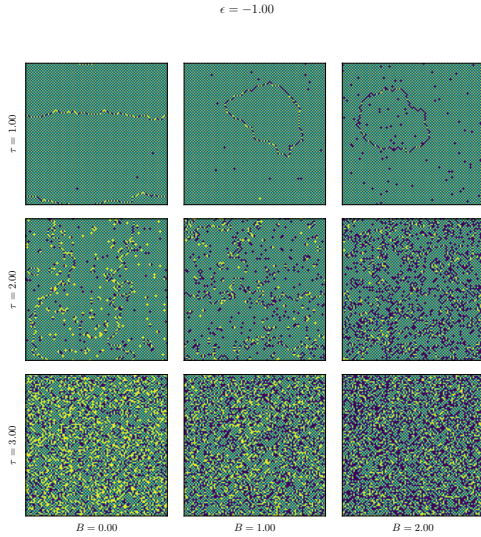 ϵ = −1.00
τ = 1.00
τ = 2.00
τ = 3.00
B = 0.00
B = 1.00
B = 2.00